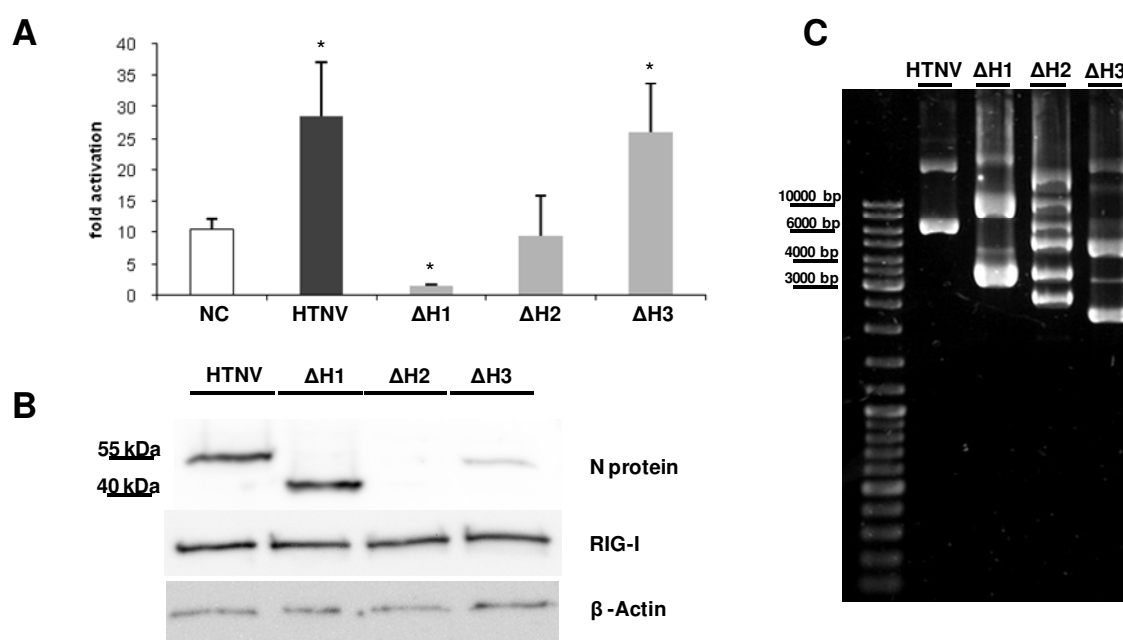 A
fold activation
40
35
30
25
20
15
10
5
0
*
*
*
NC HTNV ΔH1 ΔH2 ΔH3
B
HTNV ΔH1 ΔH2 ΔH3
55 kDa
40 kDa
N protein
RIG-I
β-Actin
C
HTNV ΔH1 ΔH2 ΔH3
10000 bp
6000 bp
4000 bp
3000 bp